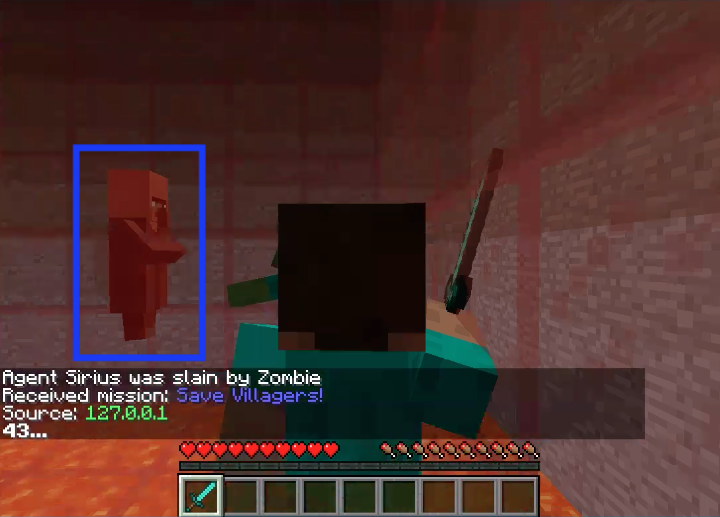 Agent Sirius was slain by Zombie
Received mission: Save Villagers!
Source: 127.0.0.1
43...